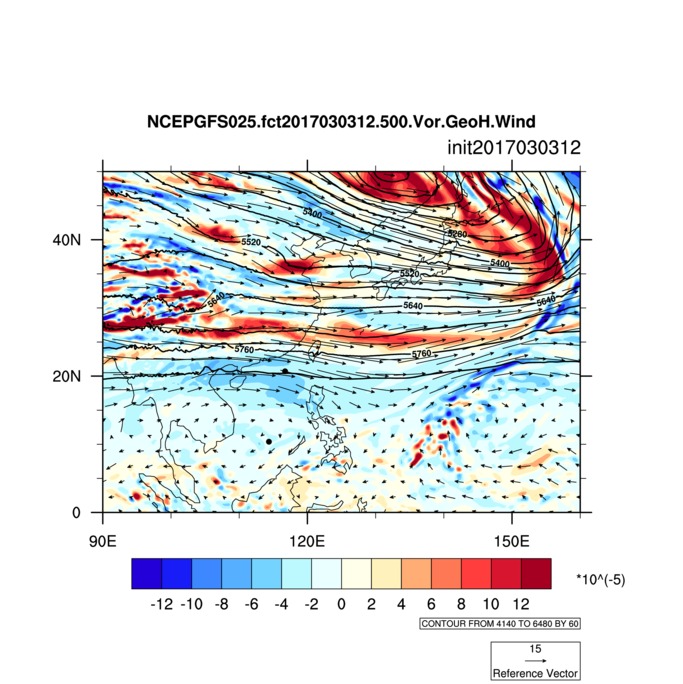 NCEPGFS025.fct2017030312.500.Vor.GeoH.Wind
init2017030312
40N
20N
0
90E 120E 150E
5400
5260
5520
5400
5520
5640
5640
5640
5760
5760
-12 -10 -8 -6 -4 -2 0 2 4 6 8 10 12
*10^(-5)
CONTOUR FROM 4140 TO 6480 BY 60
15
Reference Vector